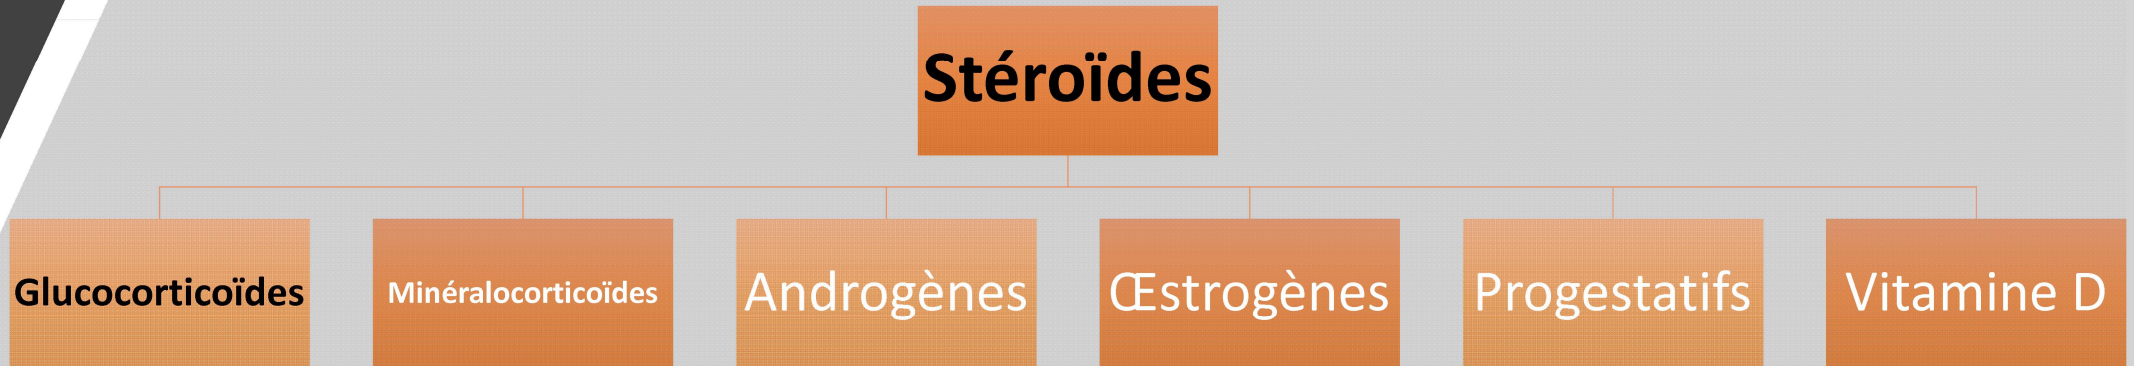 Stéroïdes
Glucocorticoïdes
Minéralocorticoïdes
Androgènes
Œstrogènes
Progestatifs
Vitamine D